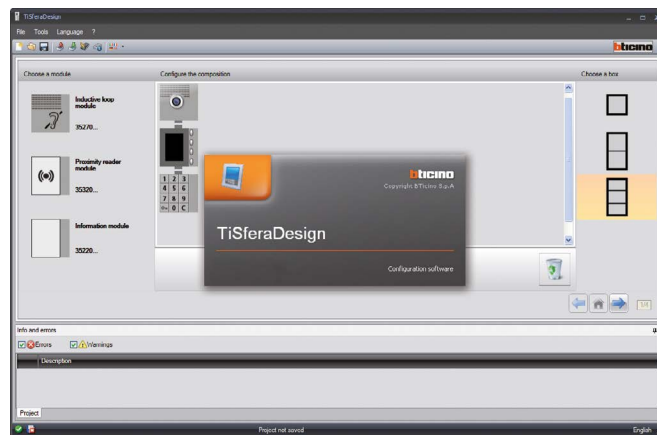 TiSferaDesign
File Tools Language ?
bticino
Choose a module
Configure the composition
Choose a box
Inductive loop
module
35270...
Proximity reader
module
35320...
Information module
35220...
1 2 3
4 5 6
7 8 9
0 C
bticino
Copyright BTicino S.p.A
TiSferaDesign
Configuration software
1/8
Info and errors
Errors
Warnings
Description
Project
Project not saved
English